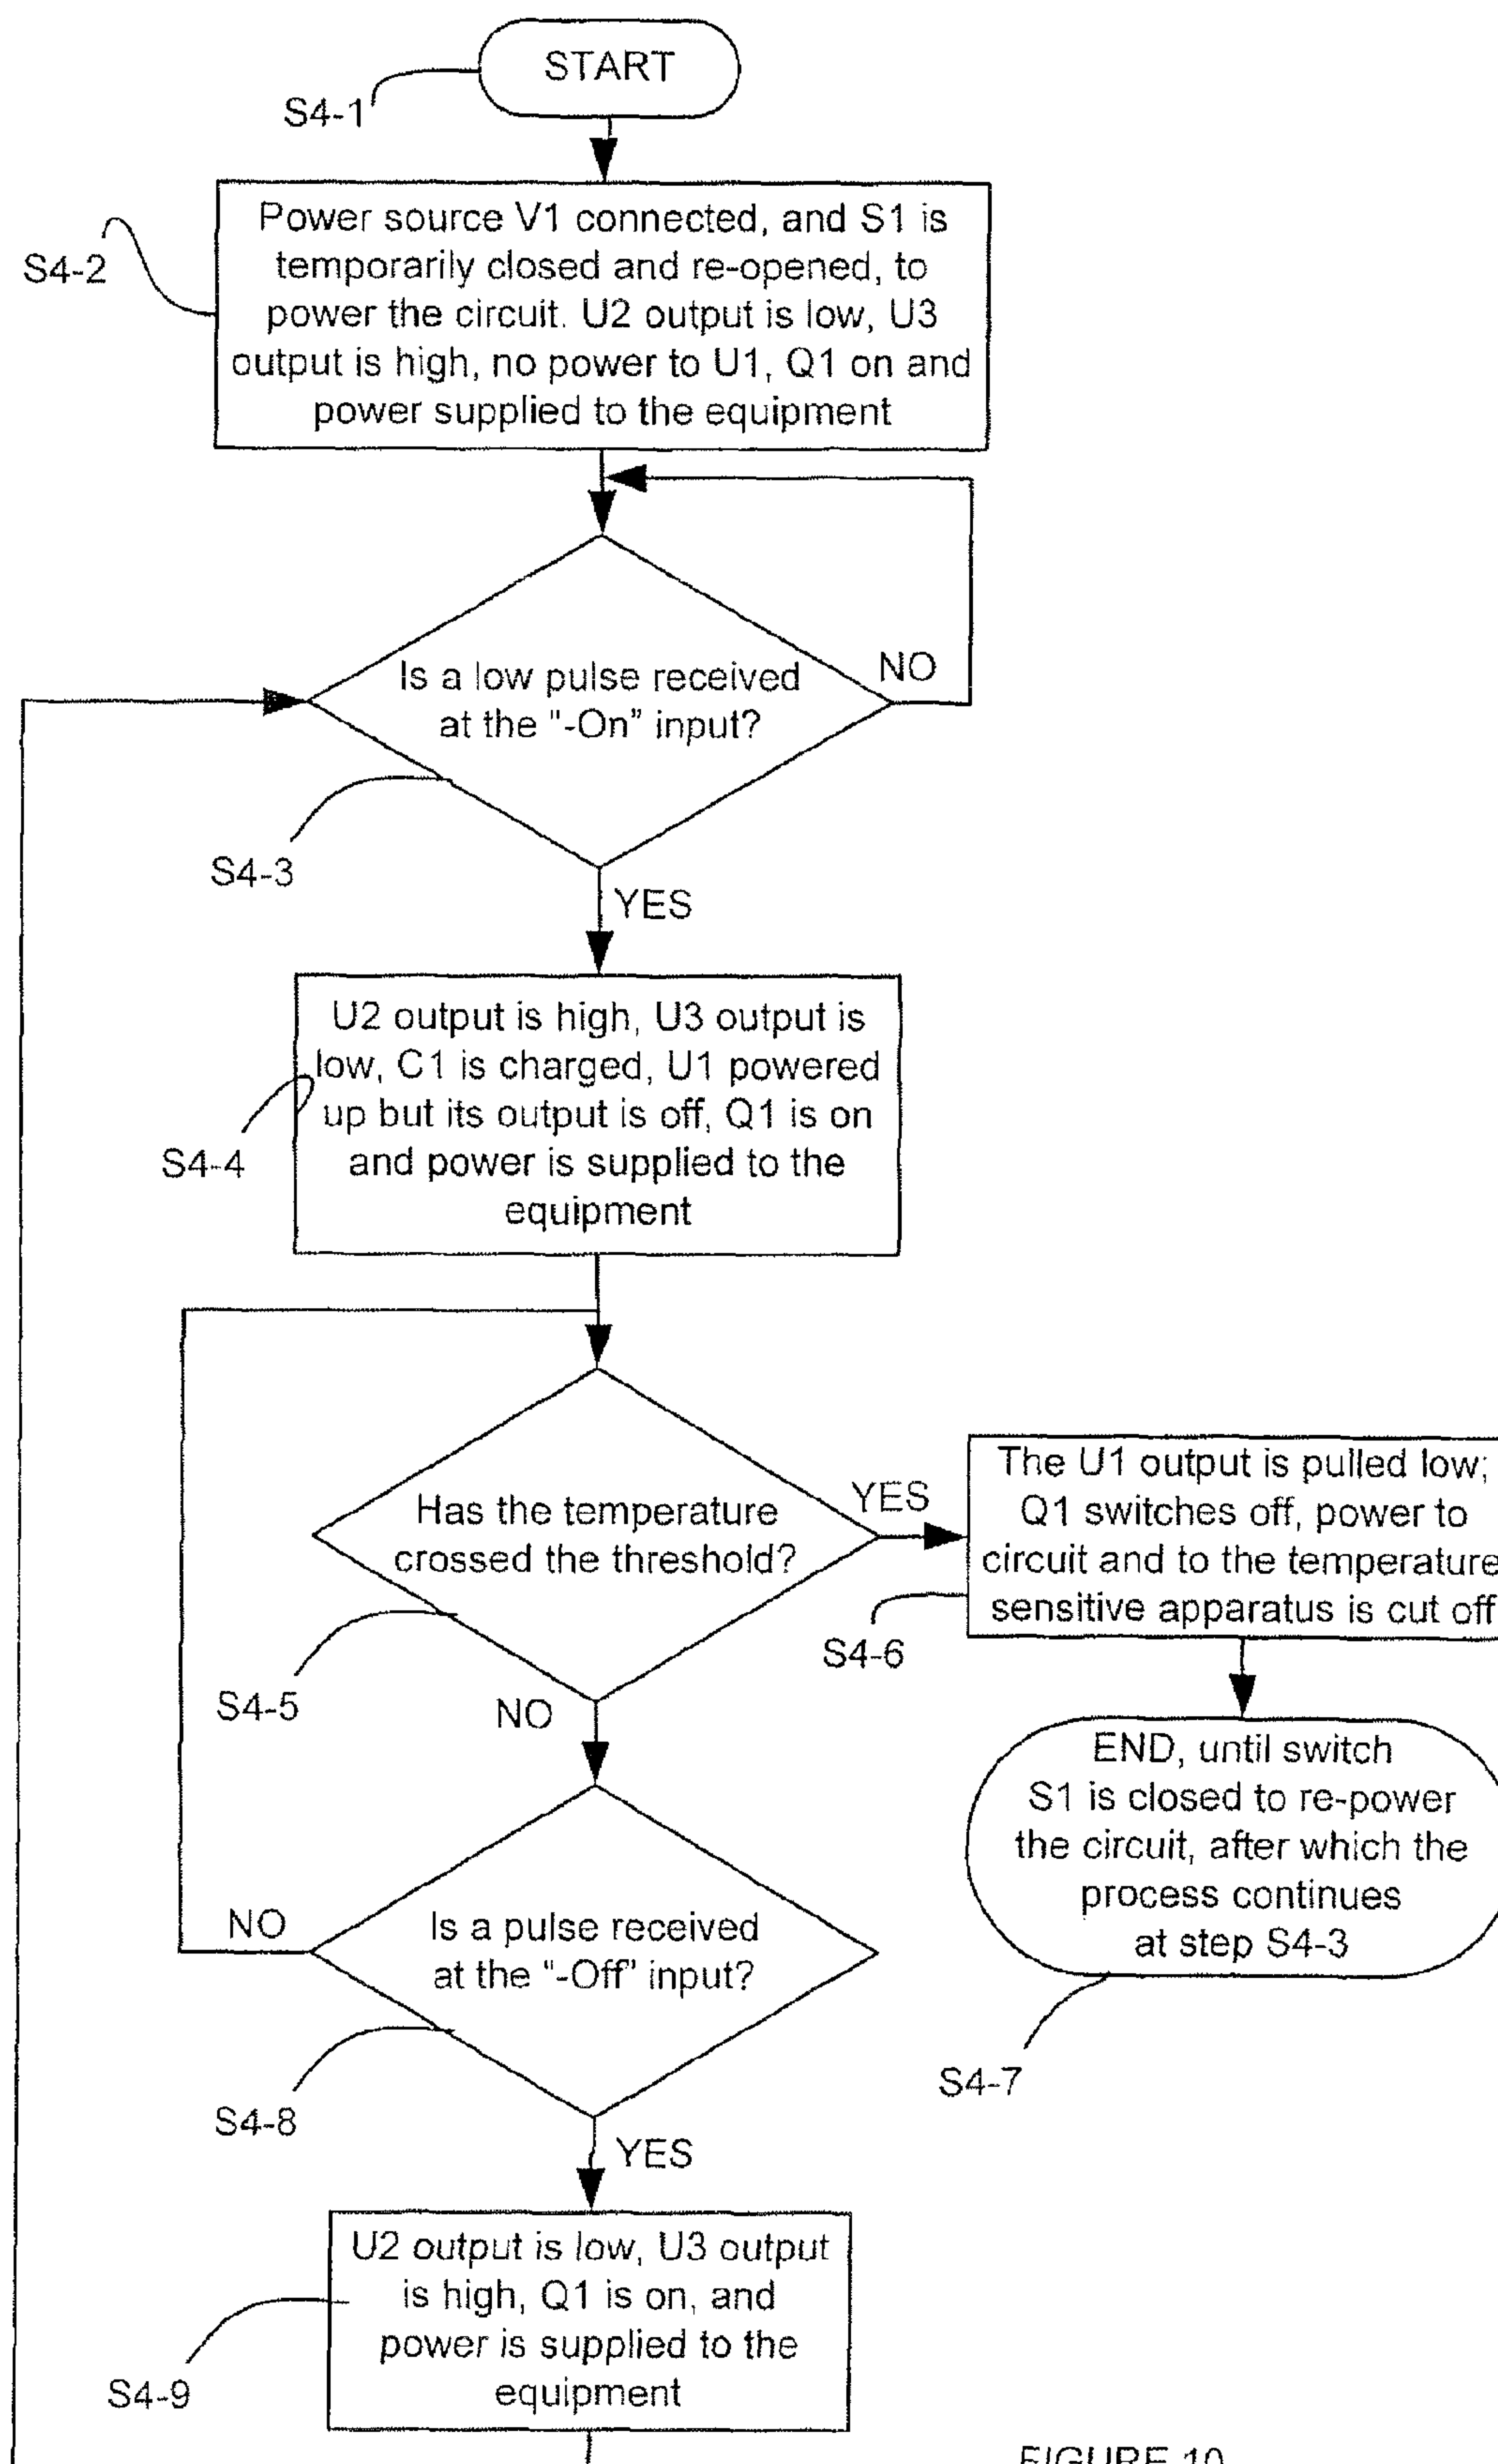 START
S4-1
Power source V1 connected, and S1 is
temporarily closed and re-opened, to
power the circuit. U2 output is low, U3
output is high, no power to U1, Q1 on and
power supplied to the equipment
S4-2
Is a low pulse received
at the "-On" input?
NO
S4-3
YES
U2 output is high, U3 output is
low, C1 is charged, U1 powered
up but its output is off, Q1 is on
and power is supplied to the
equipment
S4-4
Has the temperature
crossed the threshold?
YES
S4-5
NO
The U1 output is pulled low;
Q1 switches off, power to
circuit and to the temperature
sensitive apparatus is cut off
S4-6
END, until switch
S1 is closed to re-power
the circuit, after which the
process continues
at step S4-3
S4-7
Is a pulse received
at the "-Off" input?
NO
S4-8
YES
U2 output is low, U3 output
is high, Q1 is on, and
power is supplied to the
equipment
S4-9
FIGURE 10